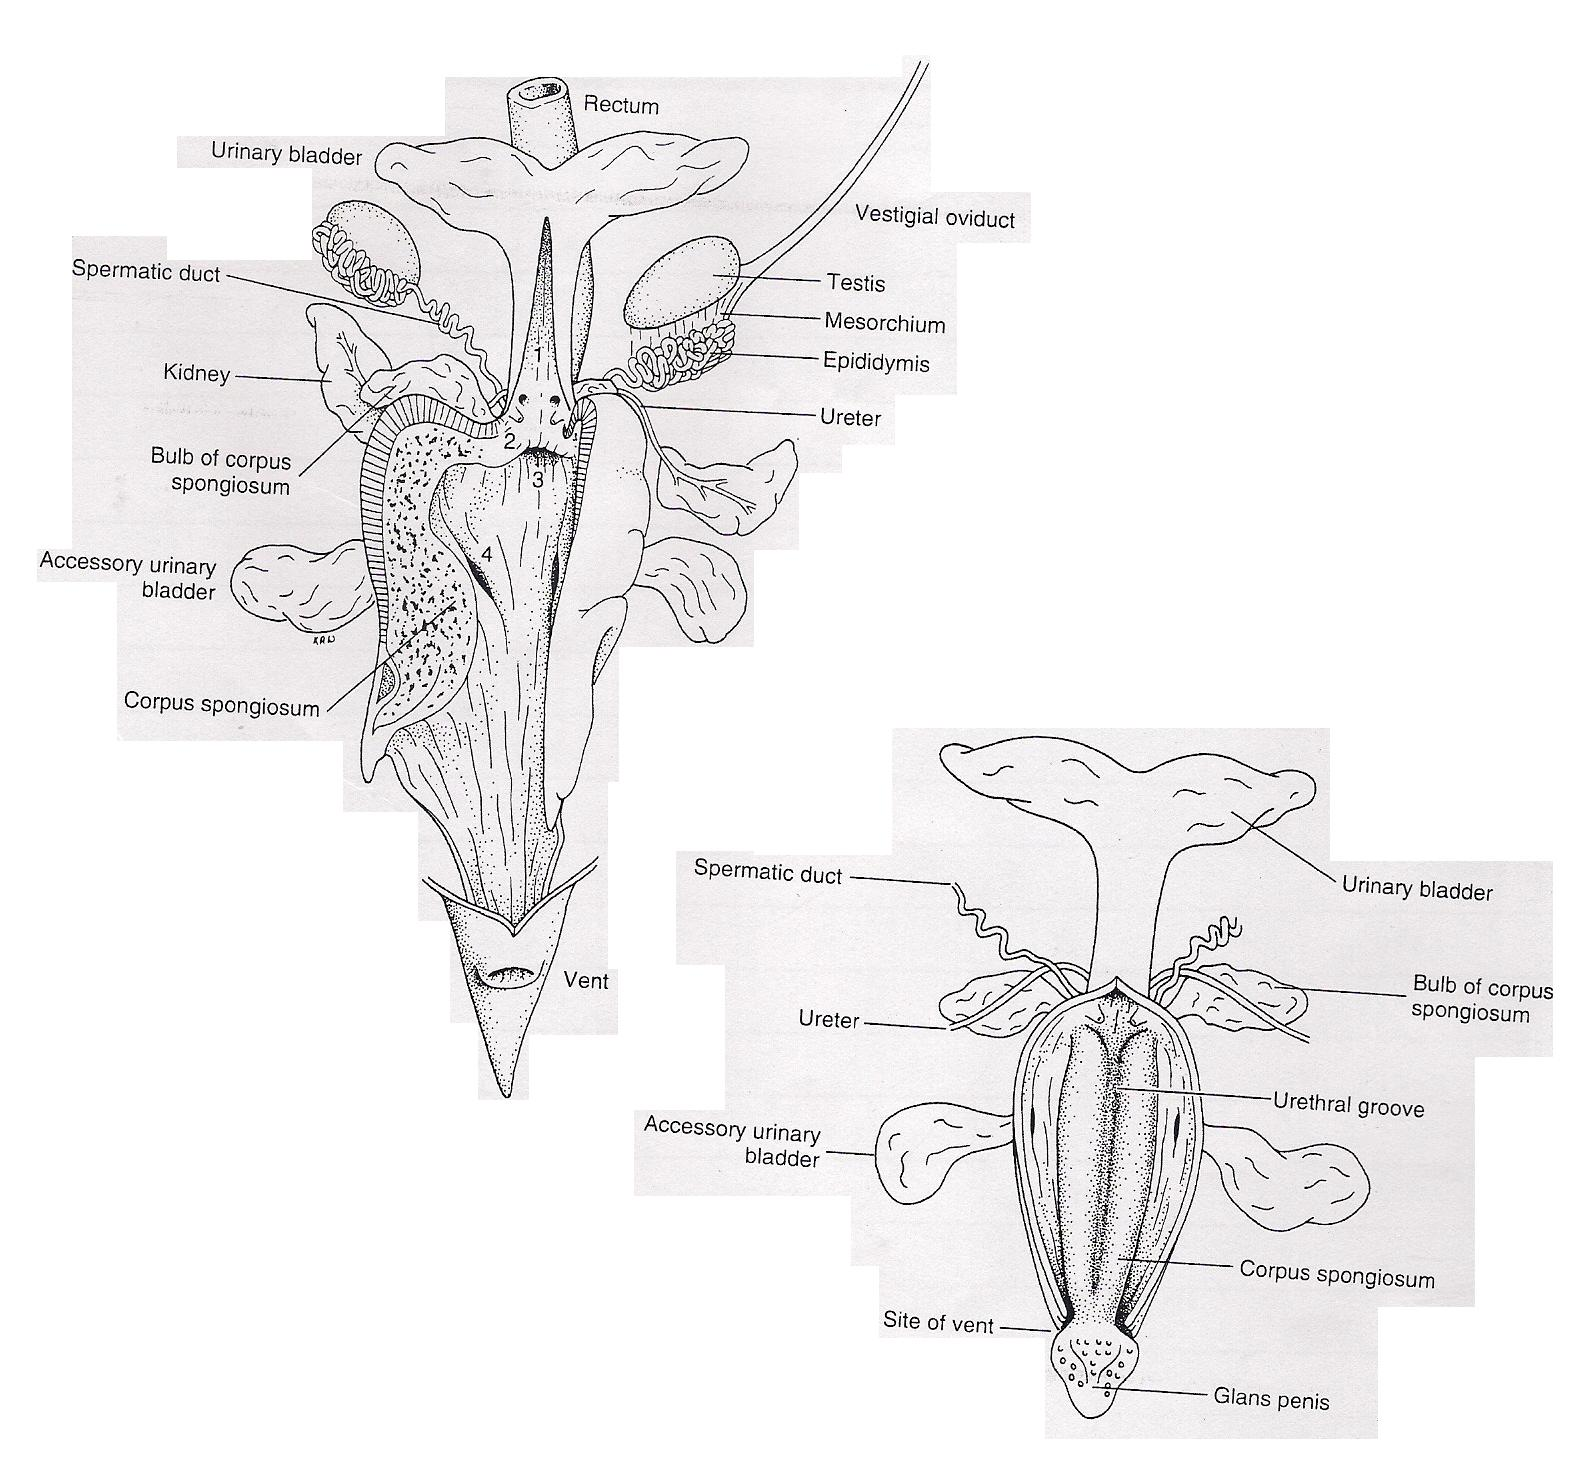 Rectum
Urinary bladder
Vestigial oviduct
Spermatic duct
Testis
Mesorchium
Epididymis
Kidney
Ureter
1
2
3
4
Bulb of corpus
spongiosum
Accessory urinary
bladder
KRW
Corpus spongiosum
Vent
Spermatic duct
Urinary bladder
Bulb of corpus
spongiosum
Ureter
Urethral groove
Accessory urinary
bladder
Corpus spongiosum
Site of vent
Glans penis